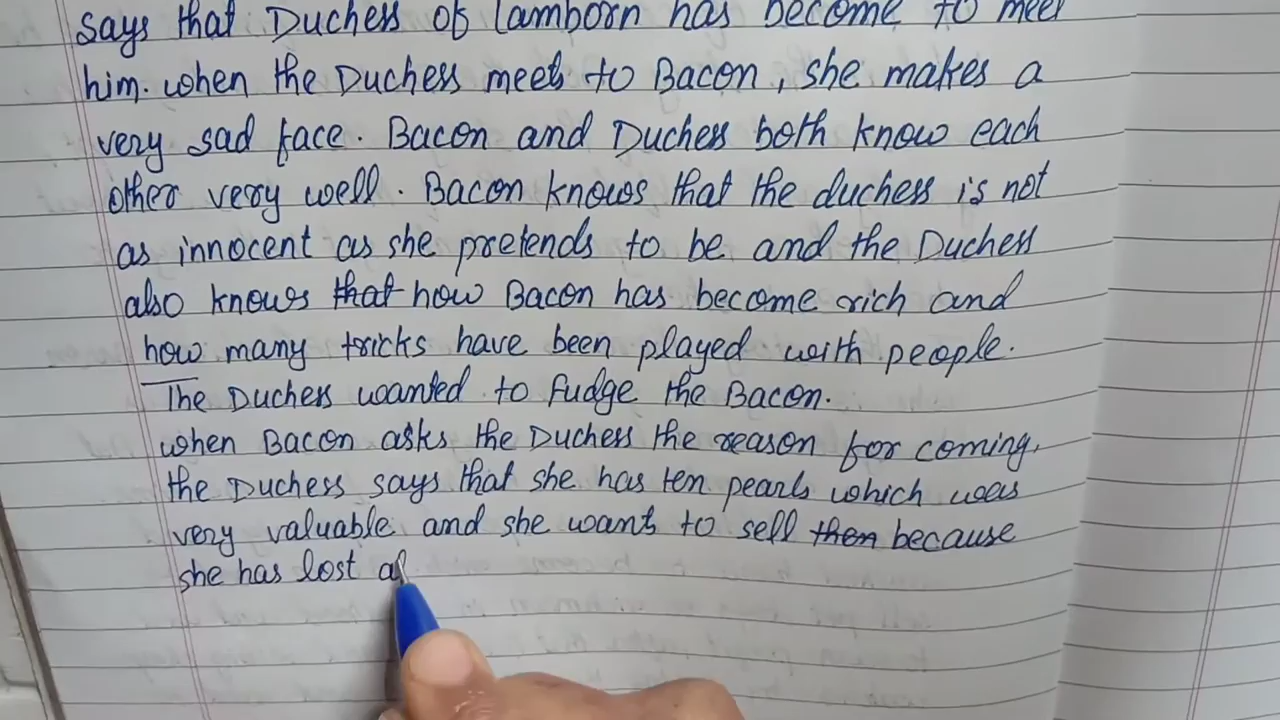 says that Duchess of Lamborn has become to meet
him. when the Duchess meets to Bacon, she makes a
very sad face. Bacon and Duchess both know each
other very well. Bacon knows that the duchess is not
as innocent as she pretends to be and the Duchess
also knows that how Bacon has become rich and
how many tricks have been played with people.
The Duchess wanted to fudge the Bacon.
when Bacon asks the Duchess the reason for coming,
the Duchess says that she has ten pearls which was
very valuable and she wants to sell them because
she has lost